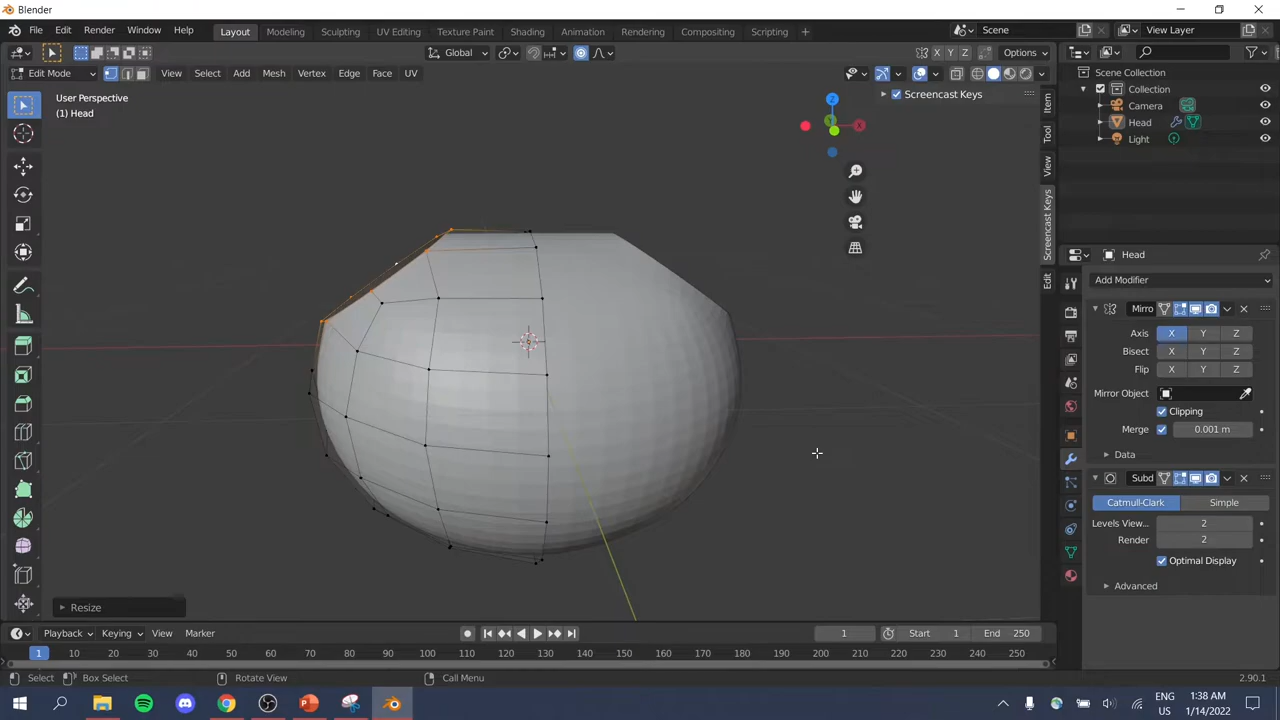 Blender
File Edit Render Window Help Layout Modeling Sculpting UV Editing Texture Paint Shading Animation Rendering Compositing Scripting + Scene View Layer
Global X Y Z Options
Edit Mode View Select Add Mesh Vertex Edge Face UV
User Perspective
(1) Head
Screencast Keys
Z
X
Y
Item
Tool
View
Screencast Keys
Edit
Scene Collection
Collection
Camera
Head
Light
Head
Add Modifier
Mirro
Axis X Y Z
Bisect X Y Z
Flip X Y Z
Mirror Object
Clipping
Merge 0.001 m
Data
Subd
Catmull-Clark Simple
Levels View... 2
Render 2
Optimal Display
Advanced
Resize
Playback Keying View Marker 1 Start 1 End 250
1 10 20 30 40 50 60 70 80 90 100 110 120 130 140 150 160 170 180 190 200 210 220 230 240 250
Select Box Select Rotate View Call Menu 2.90.1
ENG
US
1:38 AM
1/14/2022